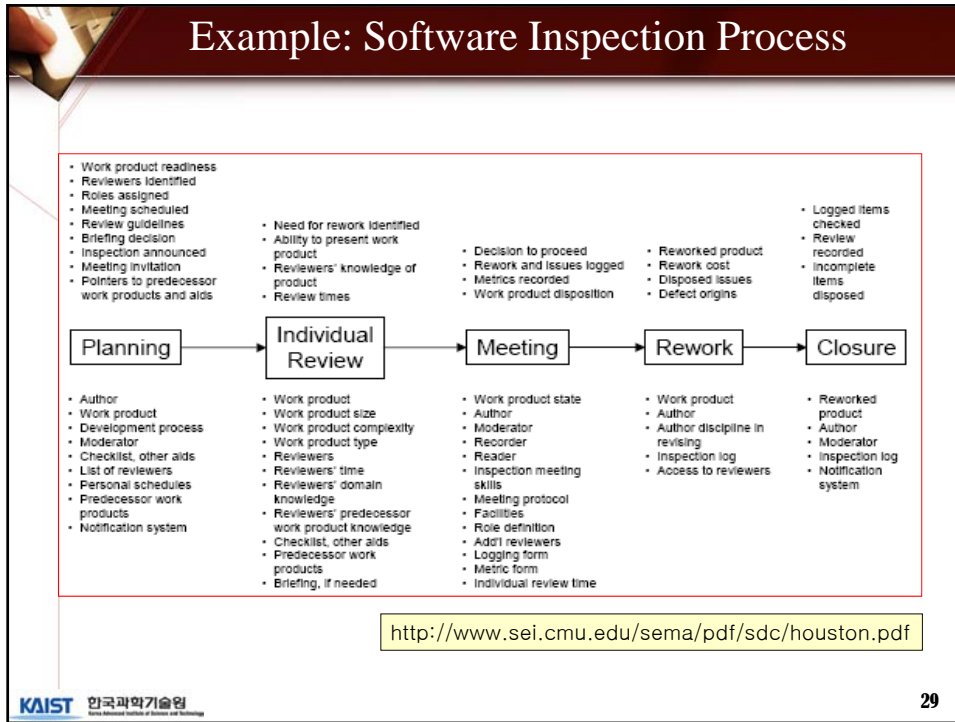 Example: Software Inspection Process
• Work product readiness
• Reviewers identified
• Roles assigned
• Meeting scheduled
• Review guidelines
• Briefing decision
• Inspection announced
• Meeting invitation
• Pointers to predecessor
work products and aids
• Need for rework identified
• Ability to present work
product
• Reviewers' knowledge of
product
• Review times
• Decision to proceed
• Rework and issues logged
• Metrics recorded
• Work product disposition
• Reworked product
• Rework cost
• Disposed issues
• Defect origins
• Logged items
checked
• Review
recorded
• Incomplete
items
disposed
Planning
Individual
Review
Meeting
Rework
Closure
• Author
• Work product
• Development process
• Moderator
• Checklist, other aids
• List of reviewers
• Personal schedules
• Predecessor work
products
• Notification system
• Work product
• Work product size
• Work product complexity
• Work product type
• Reviewers
• Reviewers' time
• Reviewers' domain
knowledge
• Reviewers' predecessor
work product knowledge
• Checklist, other aids
• Predecessor work
products
• Briefing, if needed
• Work product state
• Author
• Moderator
• Recorder
• Reader
• Inspection meeting
skills
• Meeting protocol
• Facilities
• Role definition
• Add'l reviewers
• Logging form
• Metric form
• Individual review time
• Work product
• Author
• Author discipline in
revising
• Inspection log
• Access to reviewers
• Reworked
product
• Author
• Moderator
• Inspection log
• Notification
system
http://www.sei.cmu.edu/sema/pdf/sdc/houston.pdf
KAIST 한국과학기술원
Korea Advanced Institute of Science and Technology
29